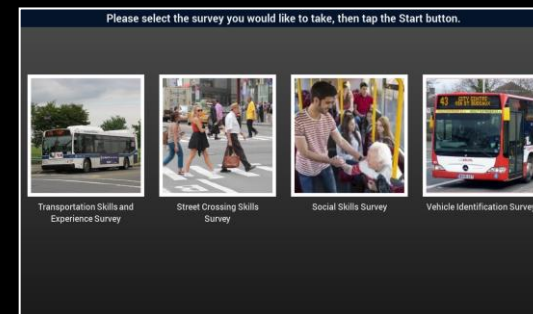 Please select the survey you would like to take, then tap the Start button.
43
Transportation Skills and
Experience Survey
Street Crossing Skills
Survey
Social Skills Survey
Vehicle Identification Survey